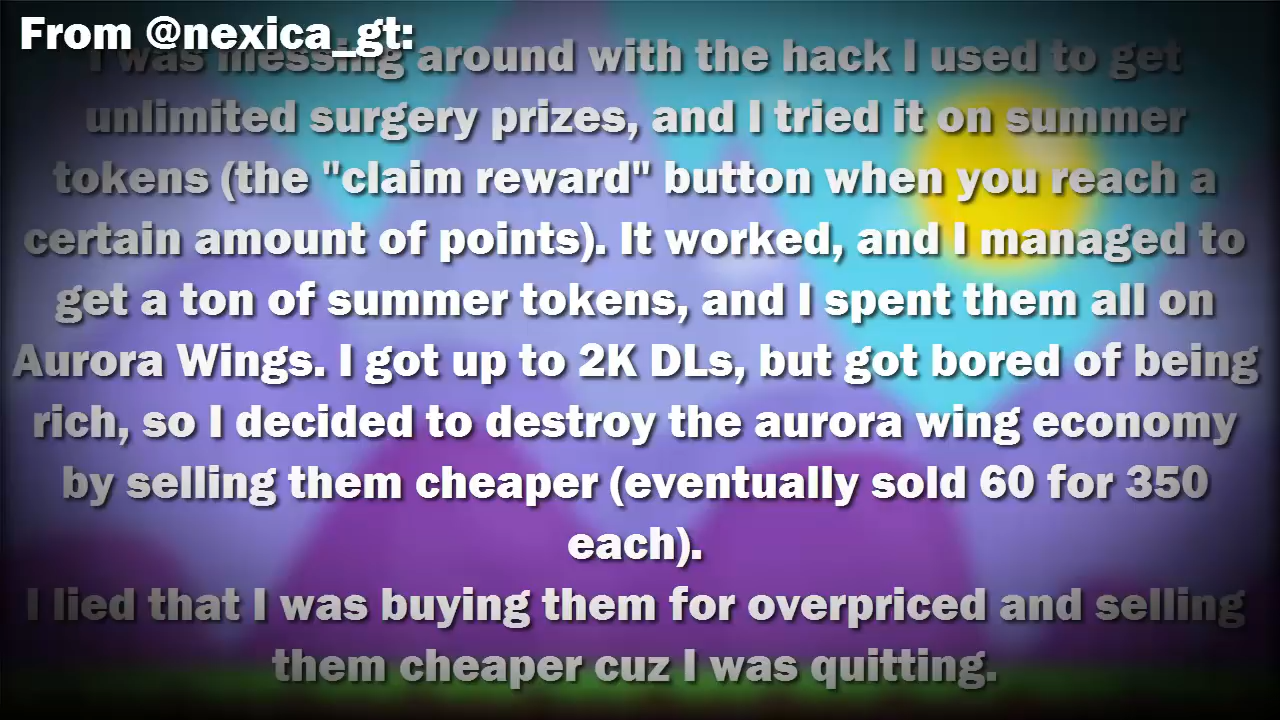 From @nexica_gt:
I was messing around with the hack I used to get
unlimited surgery prizes, and I tried it on summer
tokens (the "claim reward" button when you reach a
certain amount of points). It worked, and I managed to
get a ton of summer tokens, and I spent them all on
Aurora Wings. I got up to 2K DLs, but got bored of being
rich, so I decided to destroy the aurora wing economy
by selling them cheaper (eventually sold 60 for 350
each).
I lied that I was buying them for overpriced and selling
them cheaper cuz I was quitting.